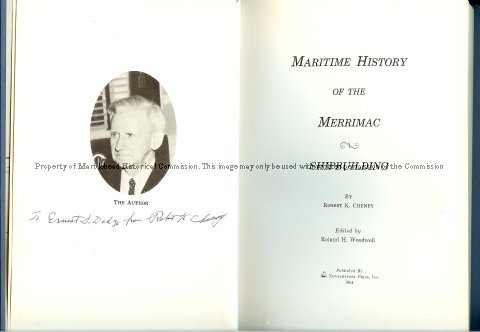 THE AUTHOR
To Ernest S. Dodge from Robert K. Cheney
MARITIME HISTORY
OF THE
MERRIMAC
SHIPBUILDING
BY
ROBERT K. CHENEY
Edited by
Roland H. Woodwell
Published By
NEWBURYPORT PRESS, INC.
1964
Property of Merrimack Historical Commission. This image may only be used with the permission of the Commission